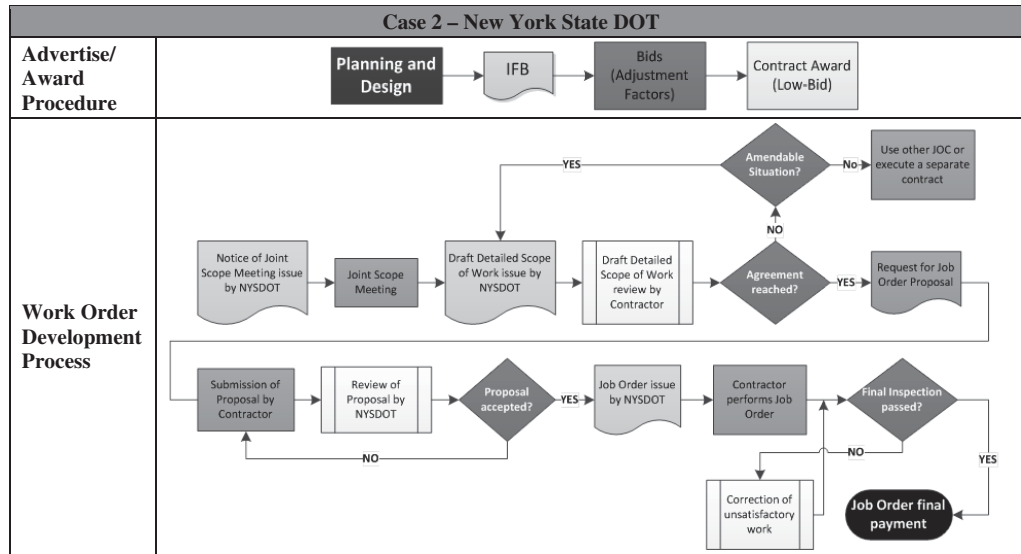 Case 2 – New York State DOT
Advertise/
Award
Procedure
Planning and
Design
IFB
Bids
(Adjustment
Factors)
Contract Award
(Low-Bid)
Work Order
Development
Process
Amendable
Situation?
YES
No
Use other JOC or
execute a separate
contract
NO
Notice of Joint
Scope Meeting issue
by NYSDOT
Joint Scope
Meeting
Draft Detailed Scope
of Work issue by
NYSDOT
Draft Detailed
Scope of Work
review by
Contractor
Agreement
reached?
YES
Request for Job
Order Proposal
Submission of
Proposal by
Contractor
Review of
Proposal by
NYSDOT
Proposal
accepted?
YES
NO
Job Order issue
by NYSDOT
Contractor
performs Job
Order
Final Inspection
passed?
NO
YES
Correction of
unsatisfactory
work
Job Order final
payment